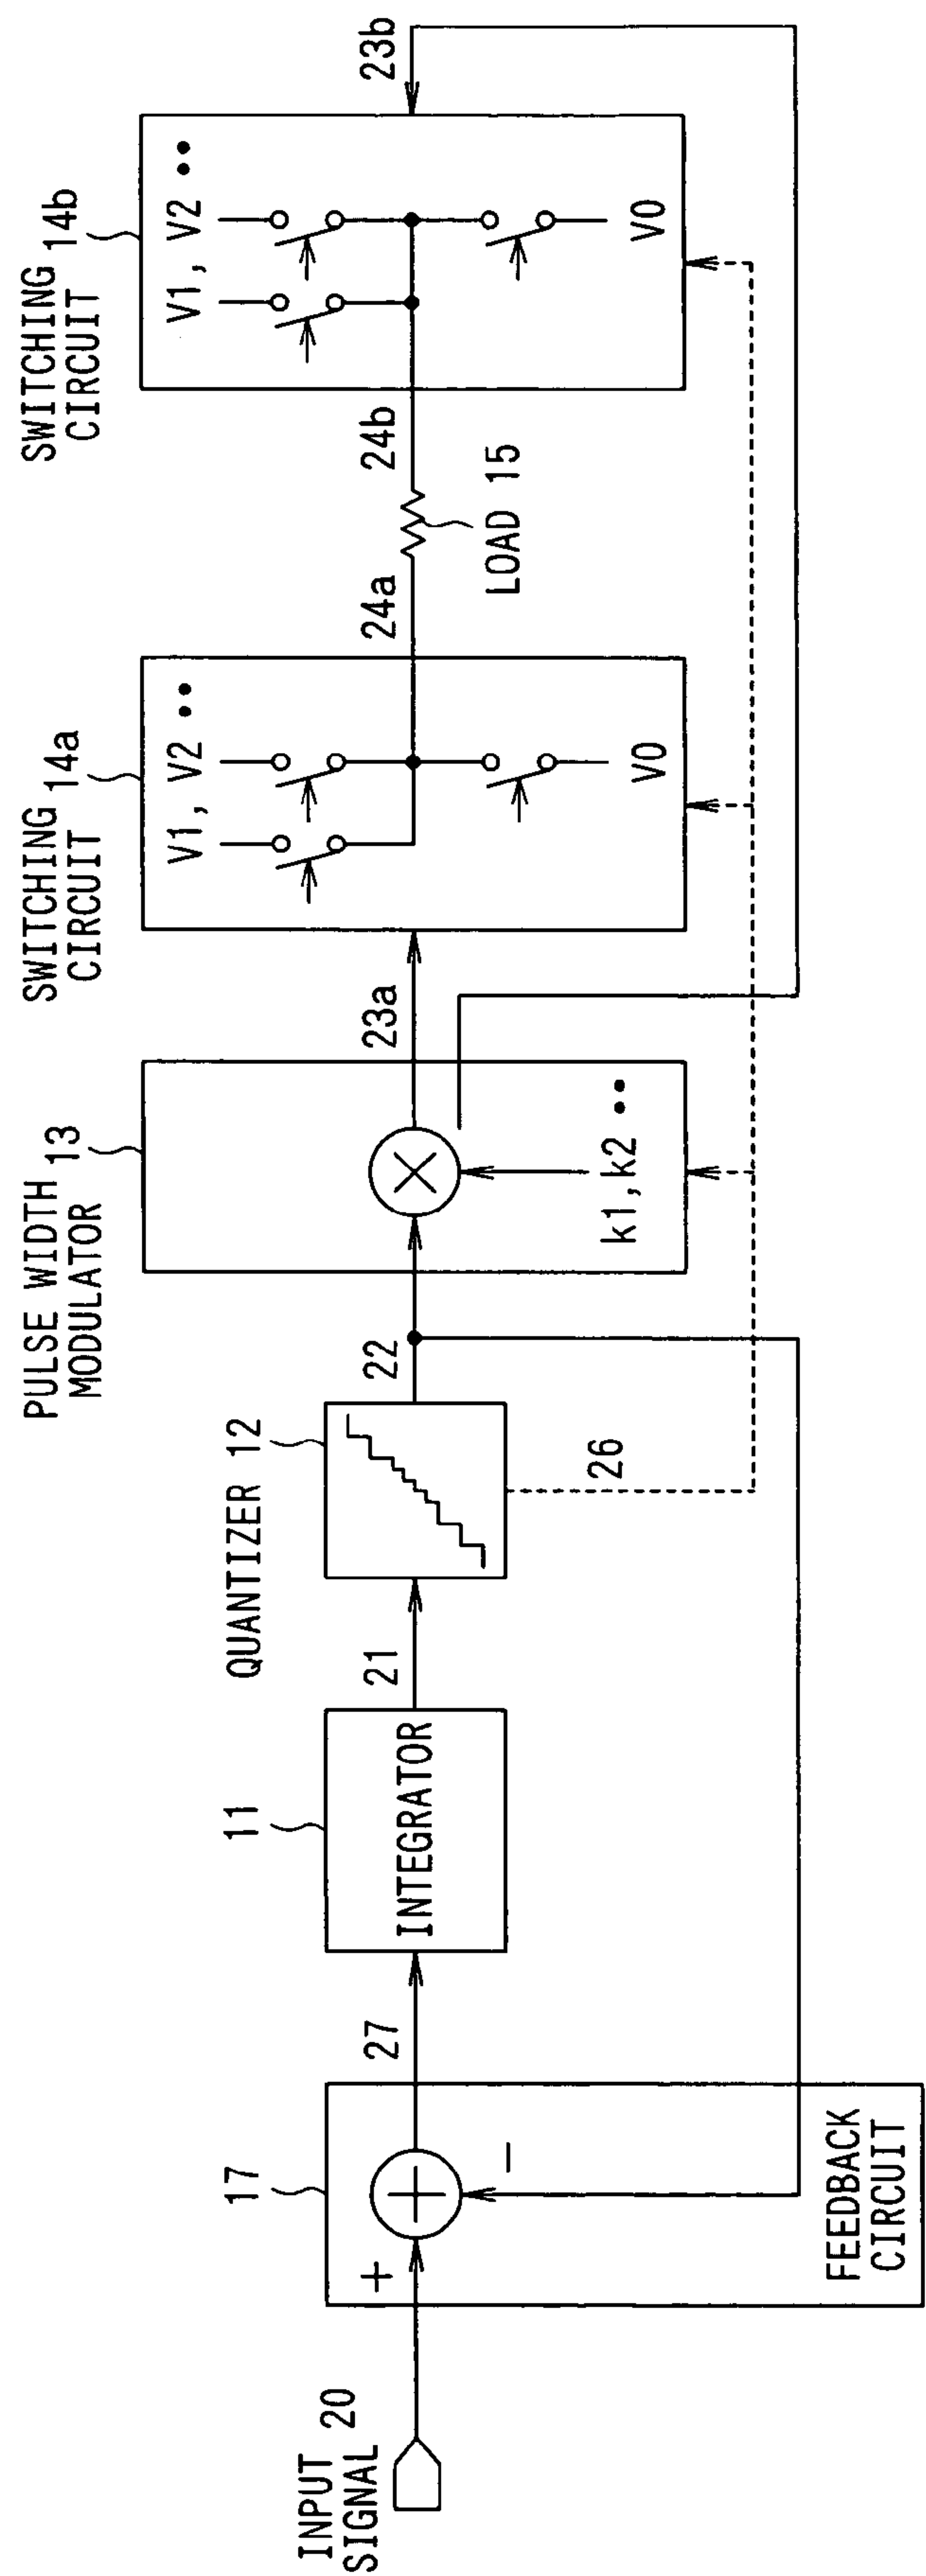 INPUT
SIGNAL 20
+
−
17
FEEDBACK
CIRCUIT
27
11
INTEGRATOR
21
QUANTIZER 12
22
26
PULSE WIDTH
MODULATOR 13
k1, k2 ••
23a
SWITCHING
CIRCUIT 14a
V1, V2 ••
V0
24a
LOAD 15
24b
SWITCHING
CIRCUIT 14b
V1, V2 ••
V0
23b